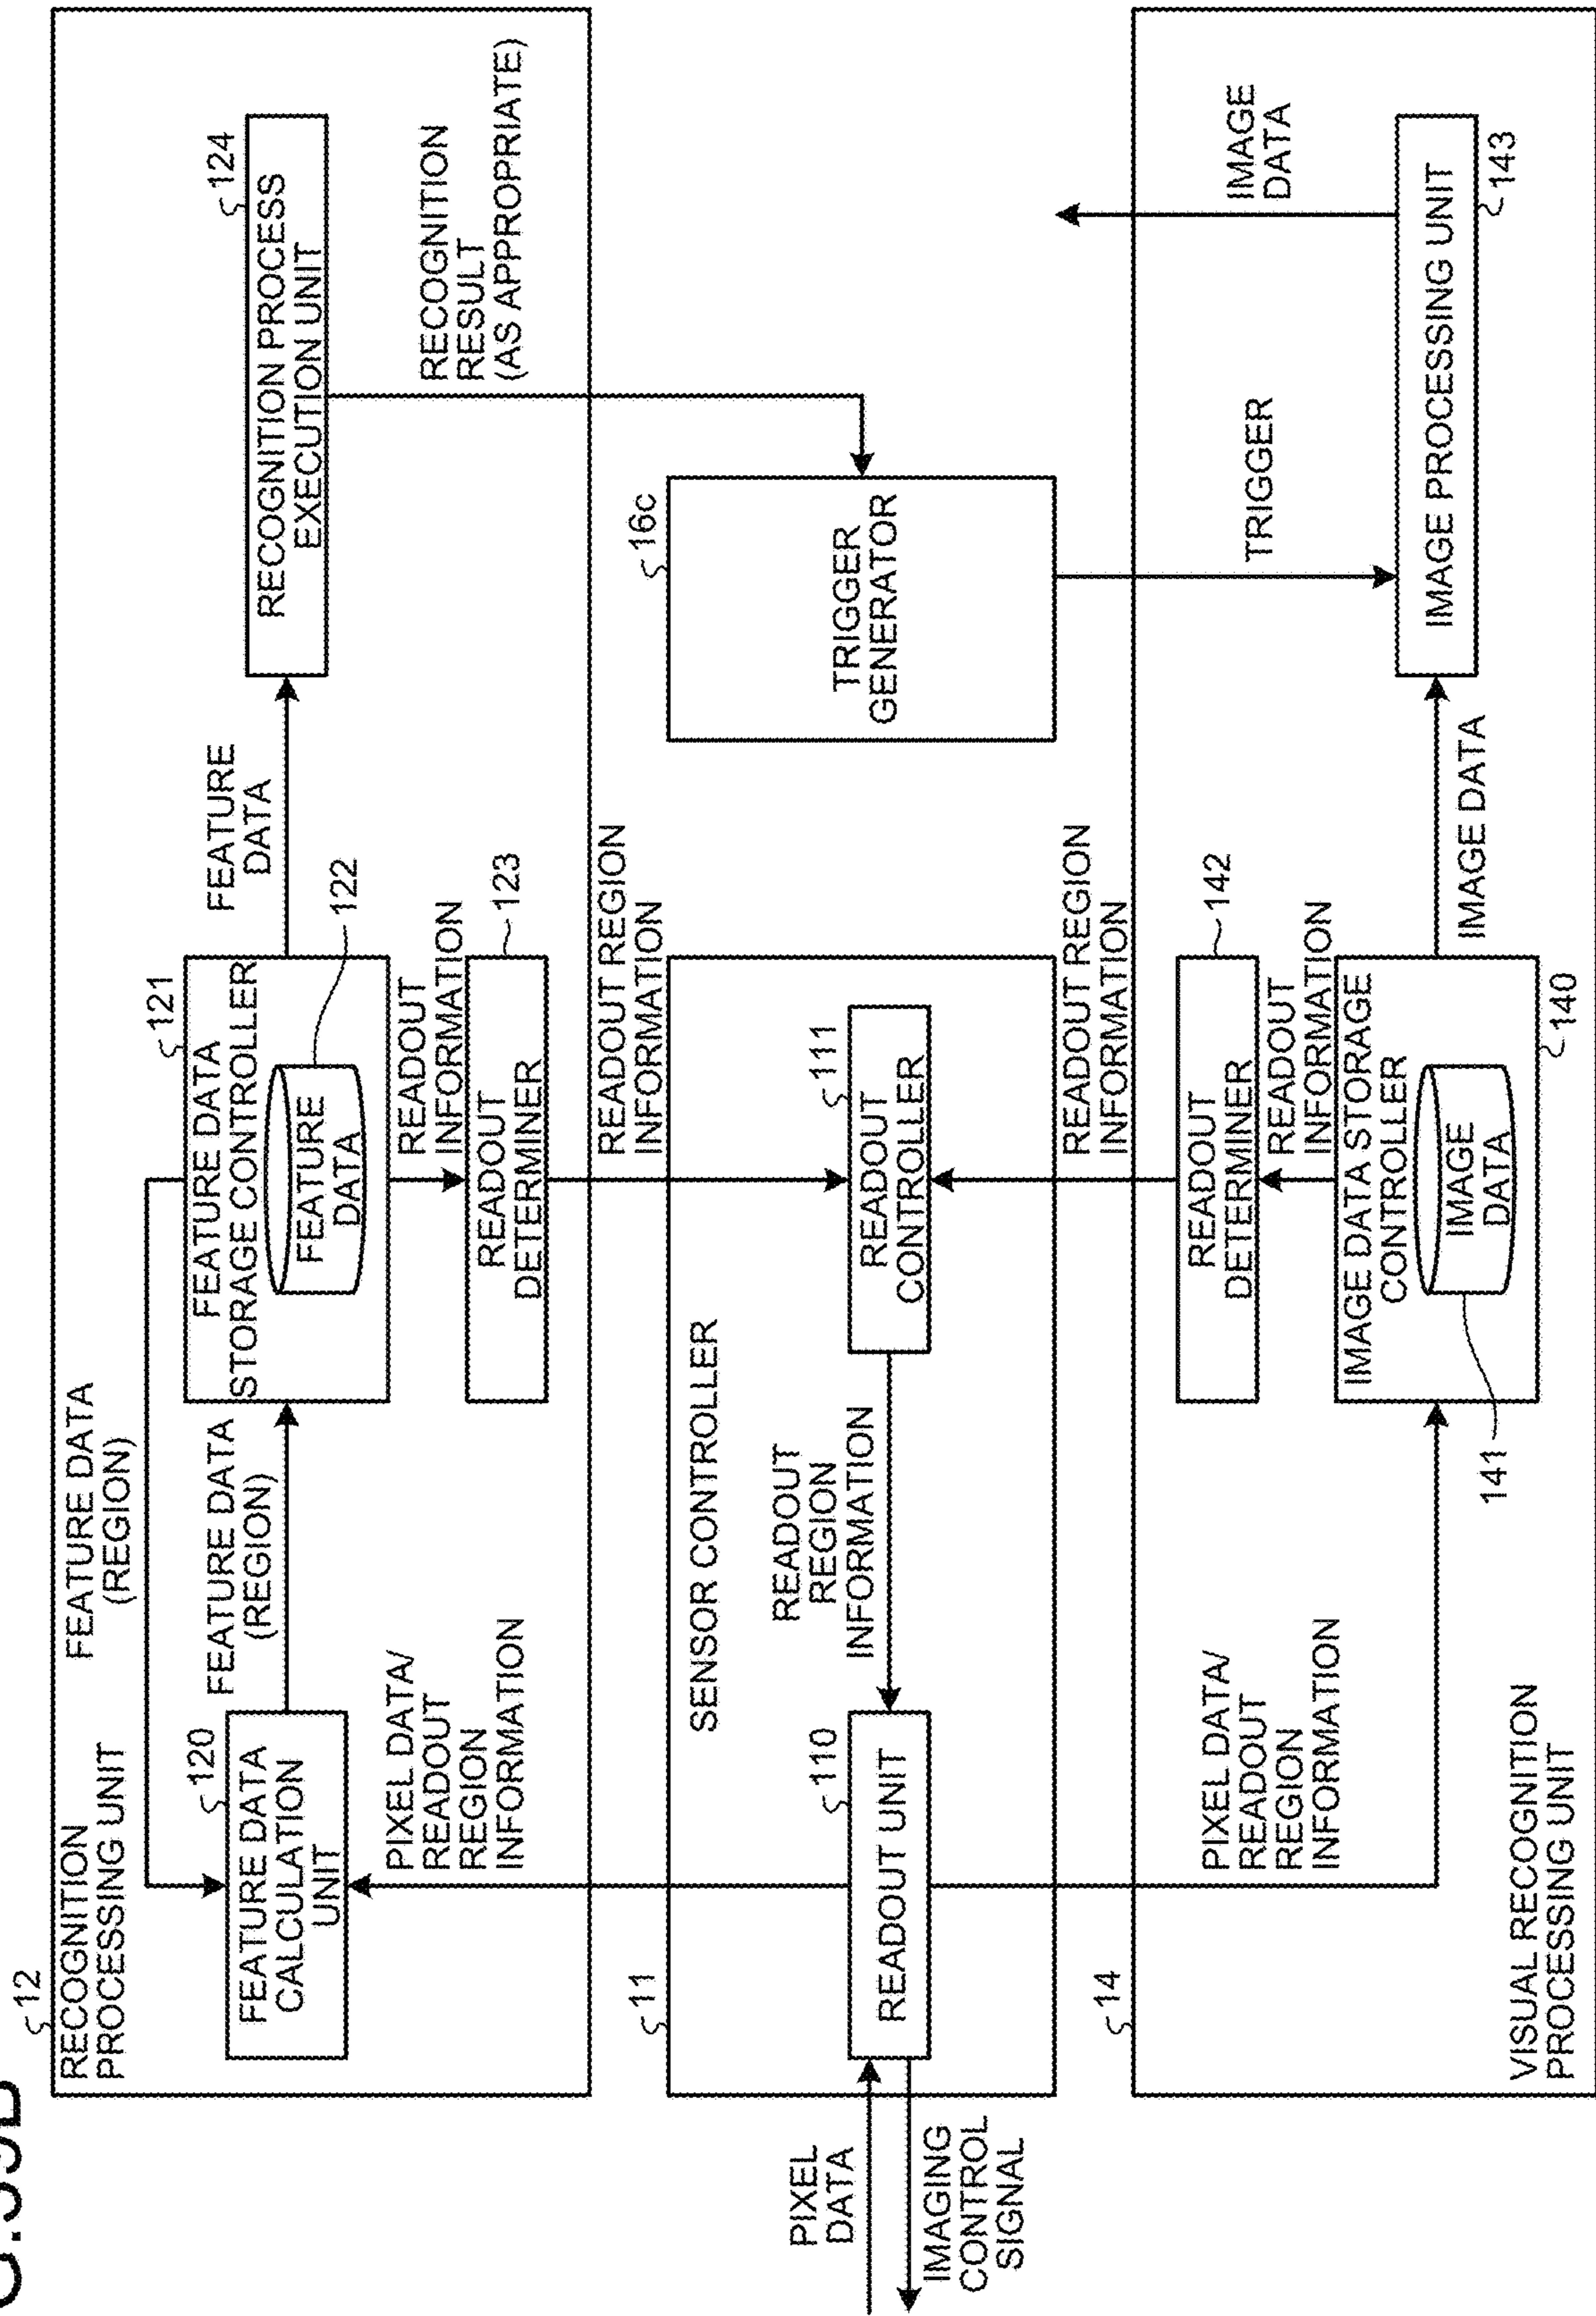 12
RECOGNITION
PROCESSING UNIT
FEATURE DATA
(REGION)
120
FEATURE DATA
CALCULATION
UNIT
FEATURE DATA
(REGION)
121
FEATURE DATA
STORAGE CONTROLLER
FEATURE
DATA
122
FEATURE
DATA
124
RECOGNITION PROCESS
EXECUTION UNIT
PIXEL DATA/
READOUT
REGION
INFORMATION
READOUT
INFORMATION
READOUT
DETERMINER
123
RECOGNITION
RESULT
(AS APPROPRIATE)
READOUT REGION
INFORMATION
11
SENSOR CONTROLLER
110
READOUT UNIT
READOUT
REGION
INFORMATION
111
READOUT
CONTROLLER
16c
TRIGGER
GENERATOR
PIXEL
DATA
IMAGING
CONTROL
SIGNAL
READOUT REGION
INFORMATION
14
PIXEL DATA/
READOUT
REGION
INFORMATION
142
READOUT
DETERMINER
READOUT
INFORMATION
TRIGGER
IMAGE
DATA
IMAGE DATA STORAGE
CONTROLLER
IMAGE
DATA
141
140
IMAGE DATA
IMAGE PROCESSING UNIT
143
VISUAL RECOGNITION
PROCESSING UNIT